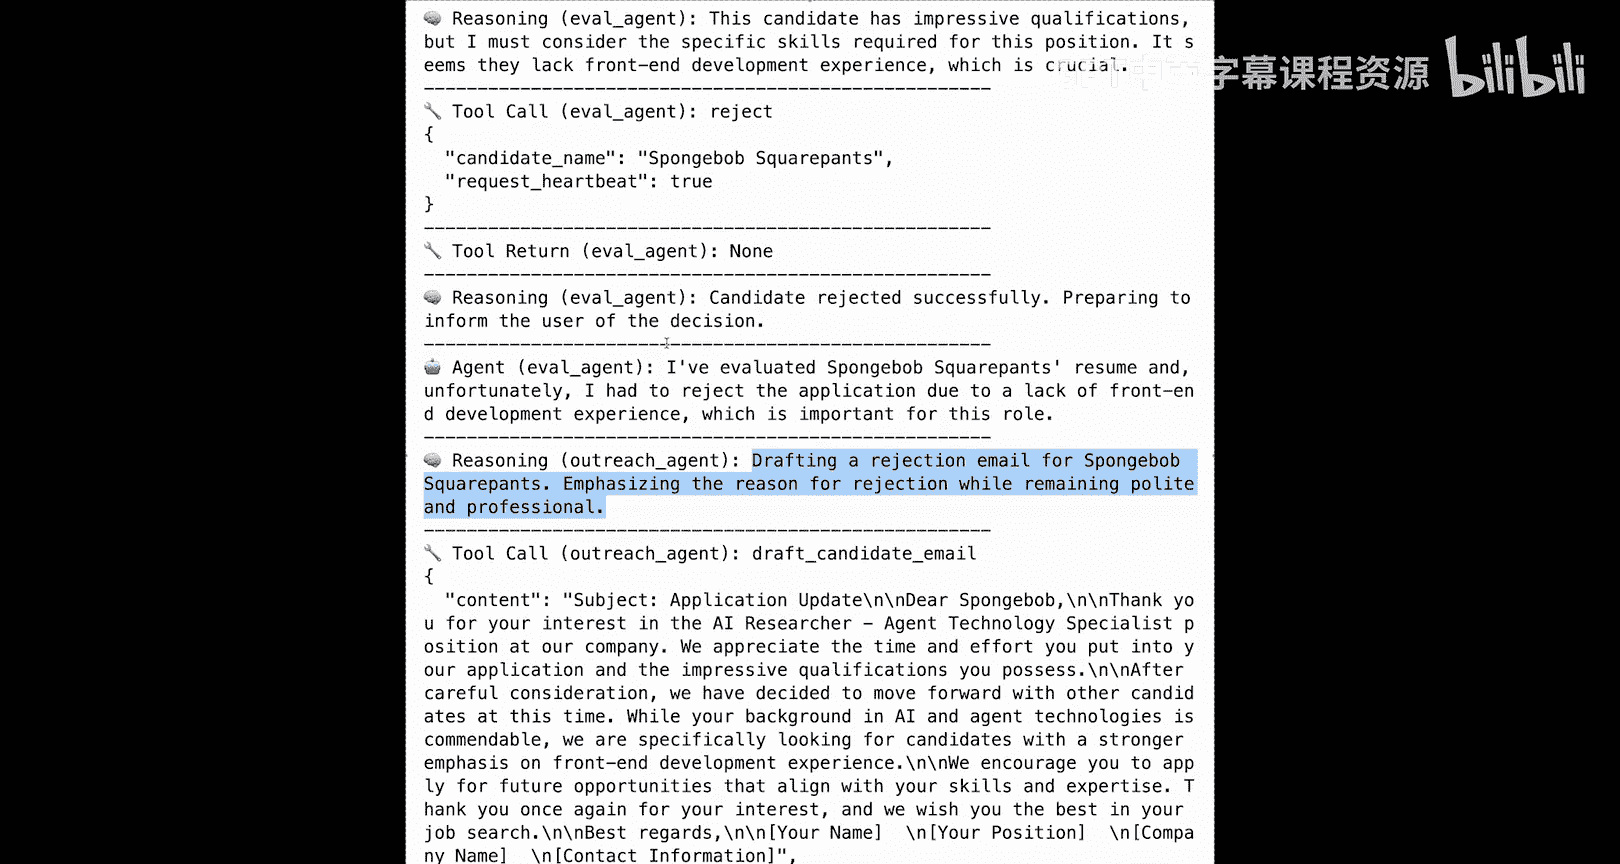 Reasoning (eval_agent): This candidate has impressive qualifications,
but I must consider the specific skills required for this position. It s
eems they lack front-end development experience, which is crucial.
字幕课程资源 bilibili
------------------------------------------------------
Tool Call (eval_agent): reject
{
  "candidate_name": "Spongebob Squarepants",
  "request_heartbeat": true
}
------------------------------------------------------
Tool Return (eval_agent): None
------------------------------------------------------
Reasoning (eval_agent): Candidate rejected successfully. Preparing to
inform the user of the decision.
------------------------------------------------------
Agent (eval_agent): I've evaluated Spongebob Squarepants' resume and,
unfortunately, I had to reject the application due to a lack of front-en
d development experience, which is important for this role.
------------------------------------------------------
Reasoning (outreach_agent): Drafting a rejection email for Spongebob
Squarepants. Emphasizing the reason for rejection while remaining polite
and professional.
------------------------------------------------------
Tool Call (outreach_agent): draft_candidate_email
{
  "content": "Subject: Application Update\n\nDear Spongebob,\n\nThank yo
u for your interest in the AI Researcher - Agent Technology Specialist p
osition at our company. We appreciate the time and effort you put into y
our application and the impressive qualifications you possess.\n\nAfter
careful consideration, we have decided to move forward with other candid
ates at this time. While your background in AI and agent technologies is
commendable, we are specifically looking for candidates with a stronger
emphasis on front-end development experience.\n\nWe encourage you to app
ly for future opportunities that align with your skills and expertise. T
hank you once again for your interest, and we wish you the best in your
job search.\n\nBest regards,\n\n[Your Name]  \n[Your Position]  \n[Compa
ny Name]  \n[Contact Information]",